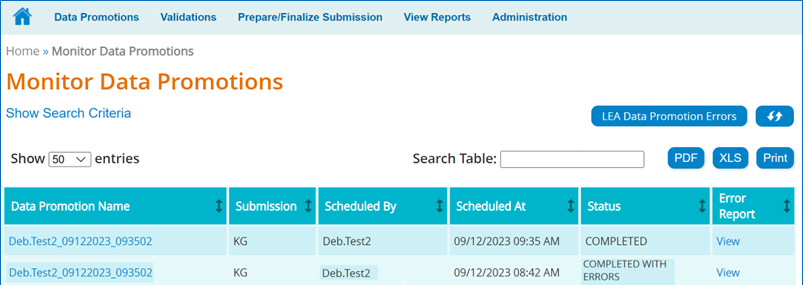 Data Promotions Validations Prepare/Finalize Submission View Reports Administration
Home » Monitor Data Promotions
Monitor Data Promotions
Show Search Criteria
LEA Data Promotion Errors
Show 50 entries Search Table: PDF XLS Print
Data Promotion Name Submission Scheduled By Scheduled At Status Error Report
Deb.Test2_09122023_093502 KG Deb.Test2 09/12/2023 09:35 AM COMPLETED View
Deb.Test2_09122023_093502 KG Deb.Test2 09/12/2023 08:42 AM COMPLETED WITH ERRORS View